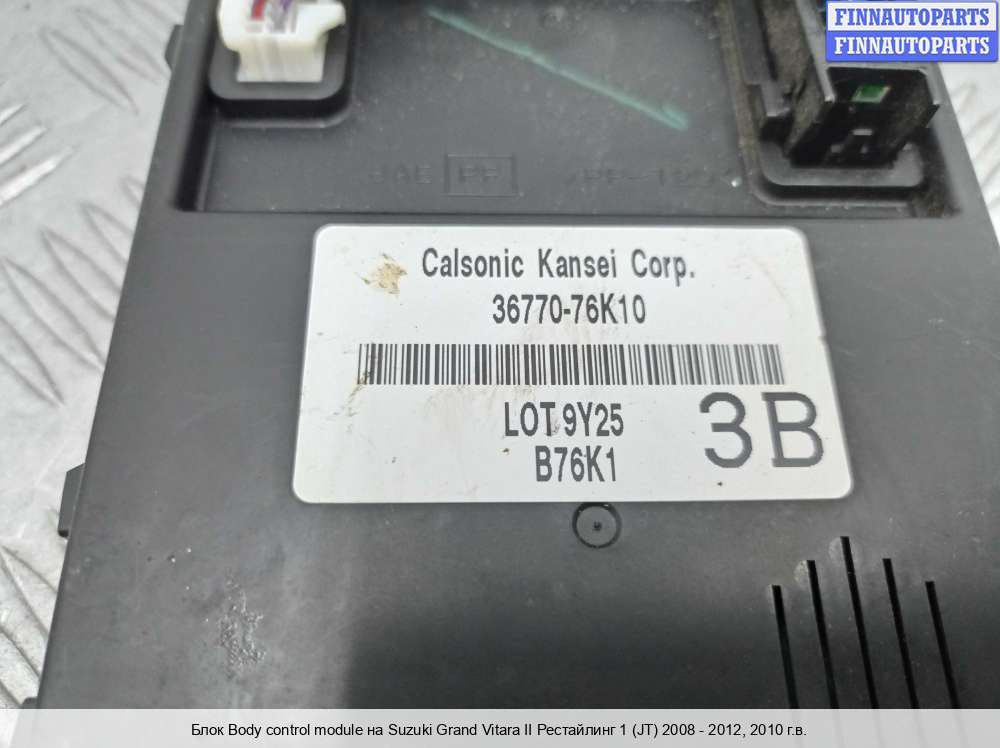 FINNAUTOPARTS
FINNAUTOPARTS
PP
Calsonic Kansei Corp.
36770-76K10
LOT 9Y25
3B
B76K1
Блок Body control module на Suzuki Grand Vitara II Рестайлинг 1 (JT) 2008 - 2012, 2010 г.в.